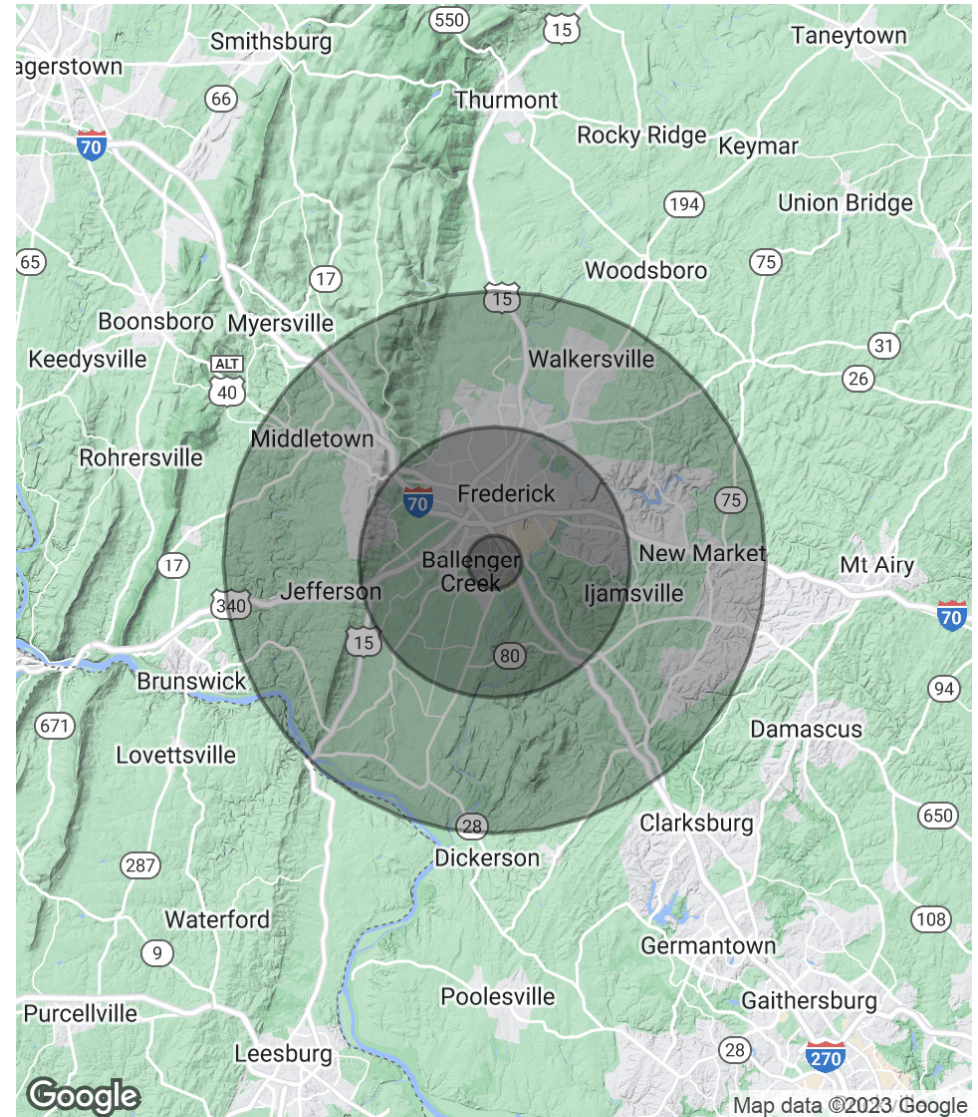 550
15
Smithsburg
Taneytown
agerstown
66
Thurmont
70
Rocky Ridge
Keymar
194
Union Bridge
65
17
Woodsboro
75
15
Boonsboro
Myersville
Keedysville
ALT
40
Walkersville
31
26
Middletown
Rohrersville
70
Frederick
75
17
Ballenger
Creek
New Market
Mt Airy
340
Jefferson
Ijamsville
70
15
80
Brunswick
94
671
Lovettsville
Damascus
28
Clarksburg
650
Dickerson
287
Waterford
108
9
Germantown
Purcellville
Poolesville
Gaithersburg
Leesburg
28
270
Google
Map data ©2023 Google